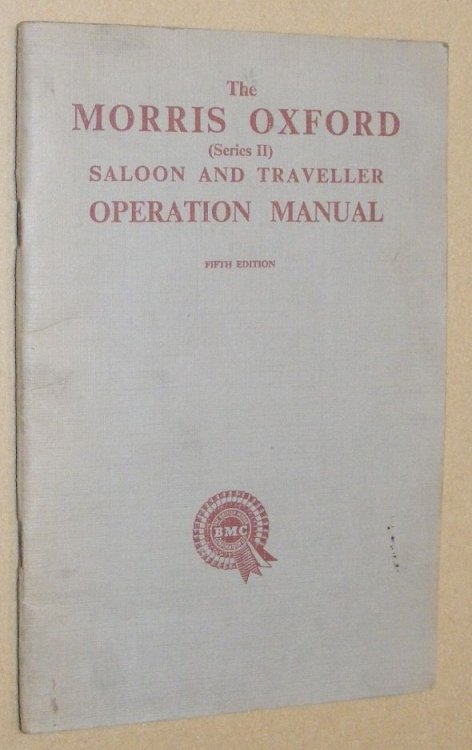 The
MORRIS OXFORD
(Series II)
SALOON AND TRAVELLER
OPERATION MANUAL
FIFTH EDITION
BMC